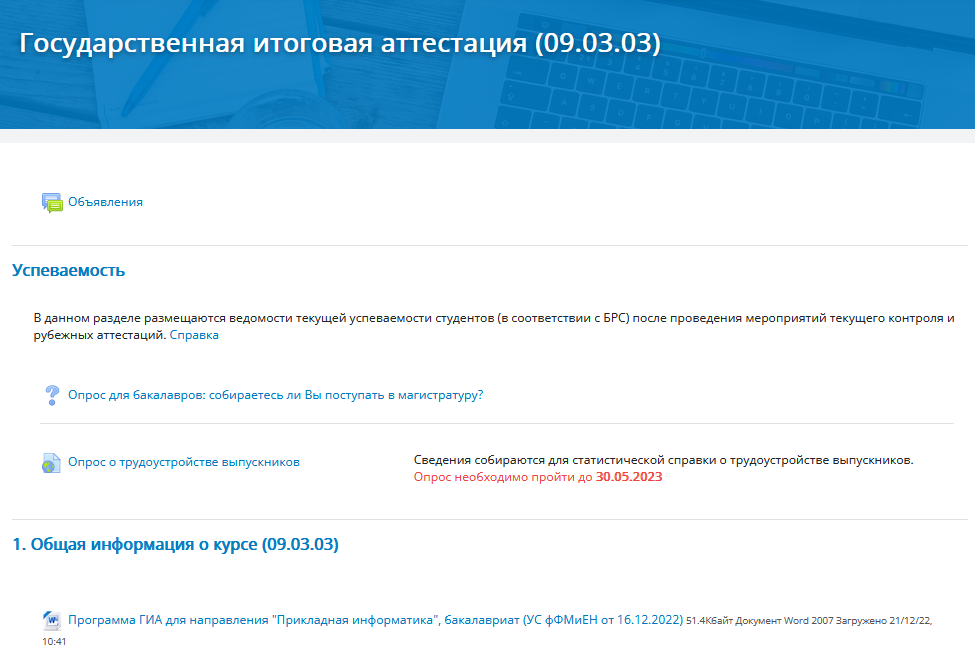 Государственная итоговая аттестация (09.03.03)
Объявления
Успеваемость
В данном разделе размещаются ведомости текущей успеваемости студентов (в соответствии с БРС) после проведения мероприятий текущего контроля и
рубежных аттестаций. Справка
Опрос для бакалавров: собираетесь ли Вы поступать в магистратуру?
Опрос о трудоустройстве выпускников
Сведения собираются для статистической справки о трудоустройстве выпускников.
Опрос необходимо пройти до 30.05.2023
1. Общая информация о курсе (09.03.03)
Программа ГИА для направления "Прикладная информатика", бакалавриат (УС фФМиЕН от 16.12.2022) 51.4Кбайт Документ Word 2007 Загружено 21/12/22,
10:41